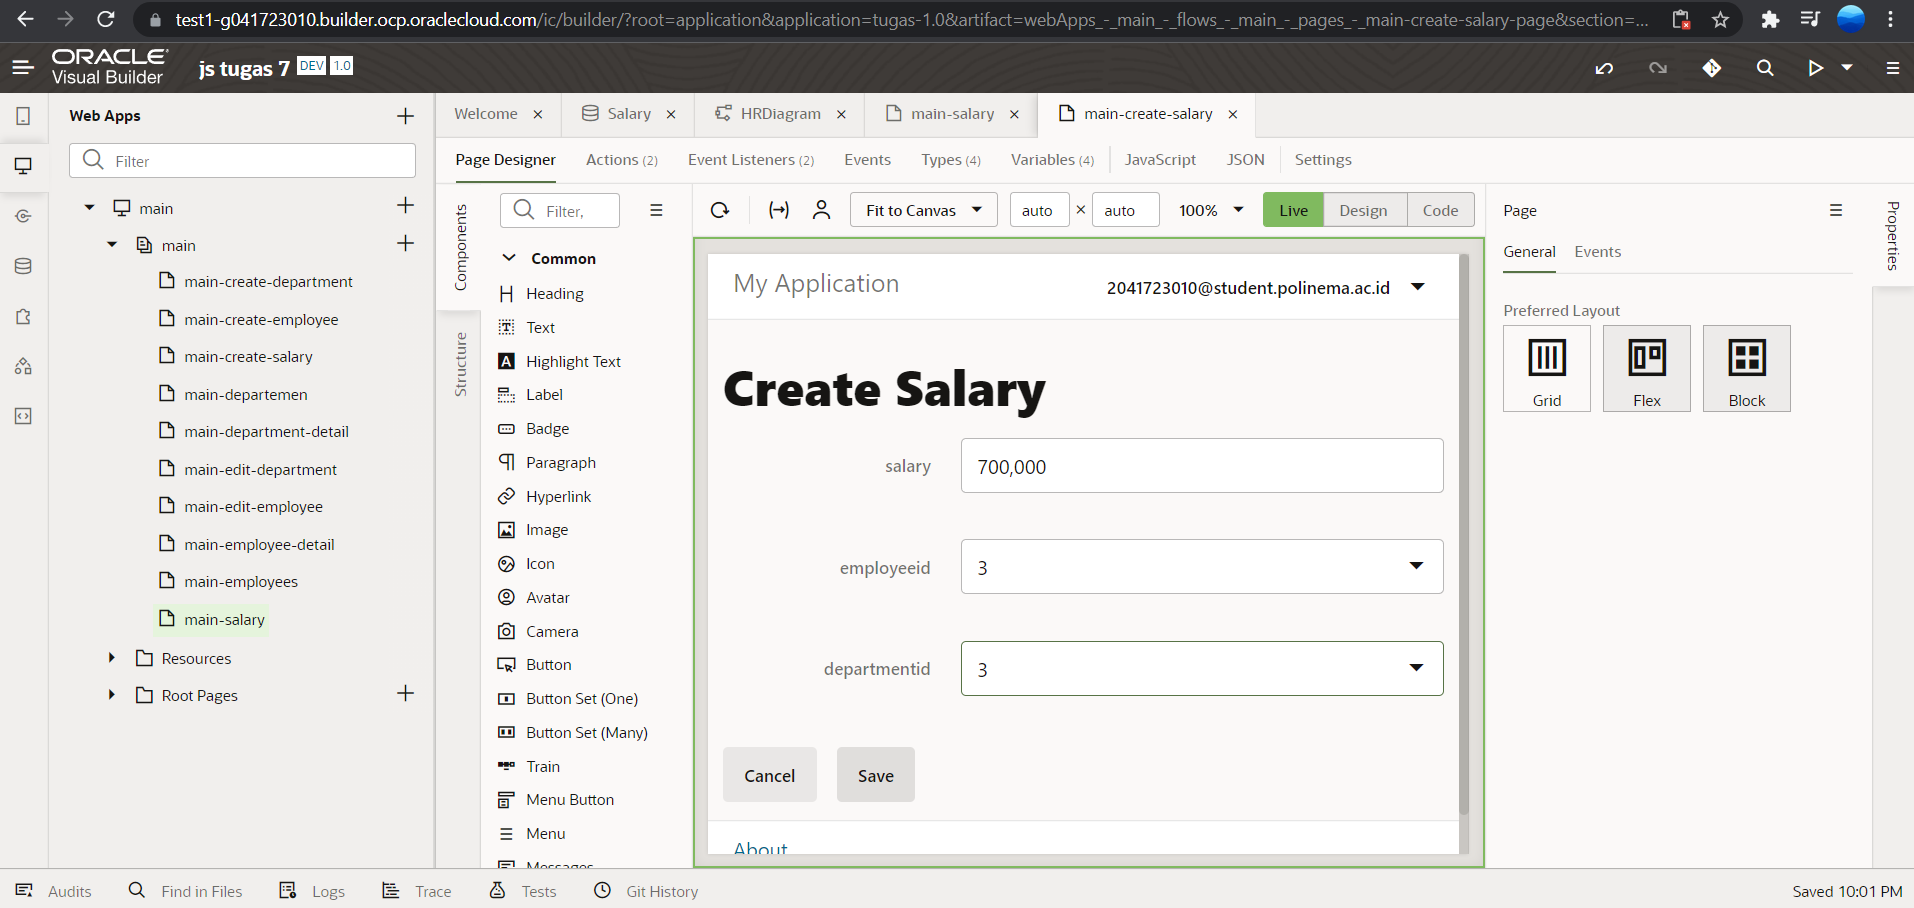 test1-g041723010.builder.ocp.oraclecloud.com/ic/builder/?root=application&application=tugas-1.0&artifact=webApps_-_main_-_flows_-_main_-_pages_-_main-create-salary-page&section=...
ORACLE
Visual Builder
js tugas 7 DEV 1.0
Web Apps
Filter
main
main
main-create-department
main-create-employee
main-create-salary
main-departemen
main-department-detail
main-edit-department
main-edit-employee
main-employee-detail
main-employees
main-salary
Resources
Root Pages
Welcome
Salary
HRDiagram
main-salary
main-create-salary
Page Designer
Actions (2)
Event Listeners (2)
Events
Types (4)
Variables (4)
JavaScript
JSON
Settings
Components
Structure
Filter,
Common
Heading
Text
Highlight Text
Label
Badge
Paragraph
Hyperlink
Image
Icon
Avatar
Camera
Button
Button Set (One)
Button Set (Many)
Train
Menu Button
Menu
Messages
Fit to Canvas
auto × auto
100%
Live
Design
Code
My Application
2041723010@student.polinema.ac.id
Create Salary
salary
700,000
employeeid
3
departmentid
3
Cancel
Save
About
Page
General
Events
Preferred Layout
Grid
Flex
Block
Properties
Audits
Find in Files
Logs
Trace
Tests
Git History
Saved 10:01 PM